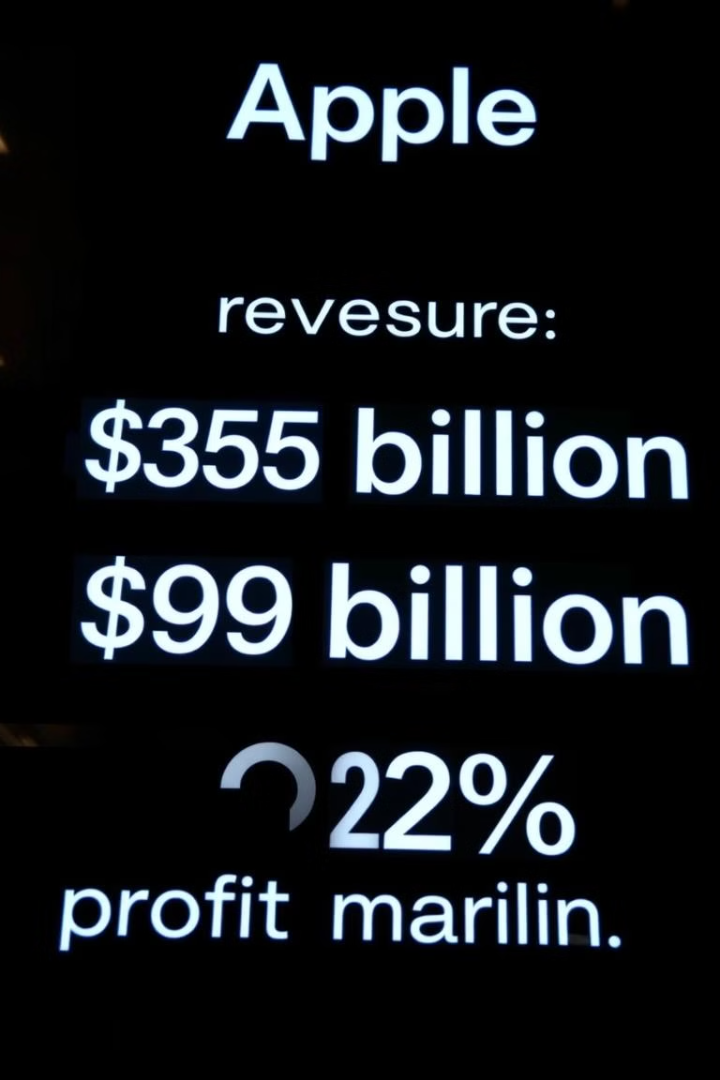 Apple
revesure:
$355 billion
$99 billion
22%
profit marilin.